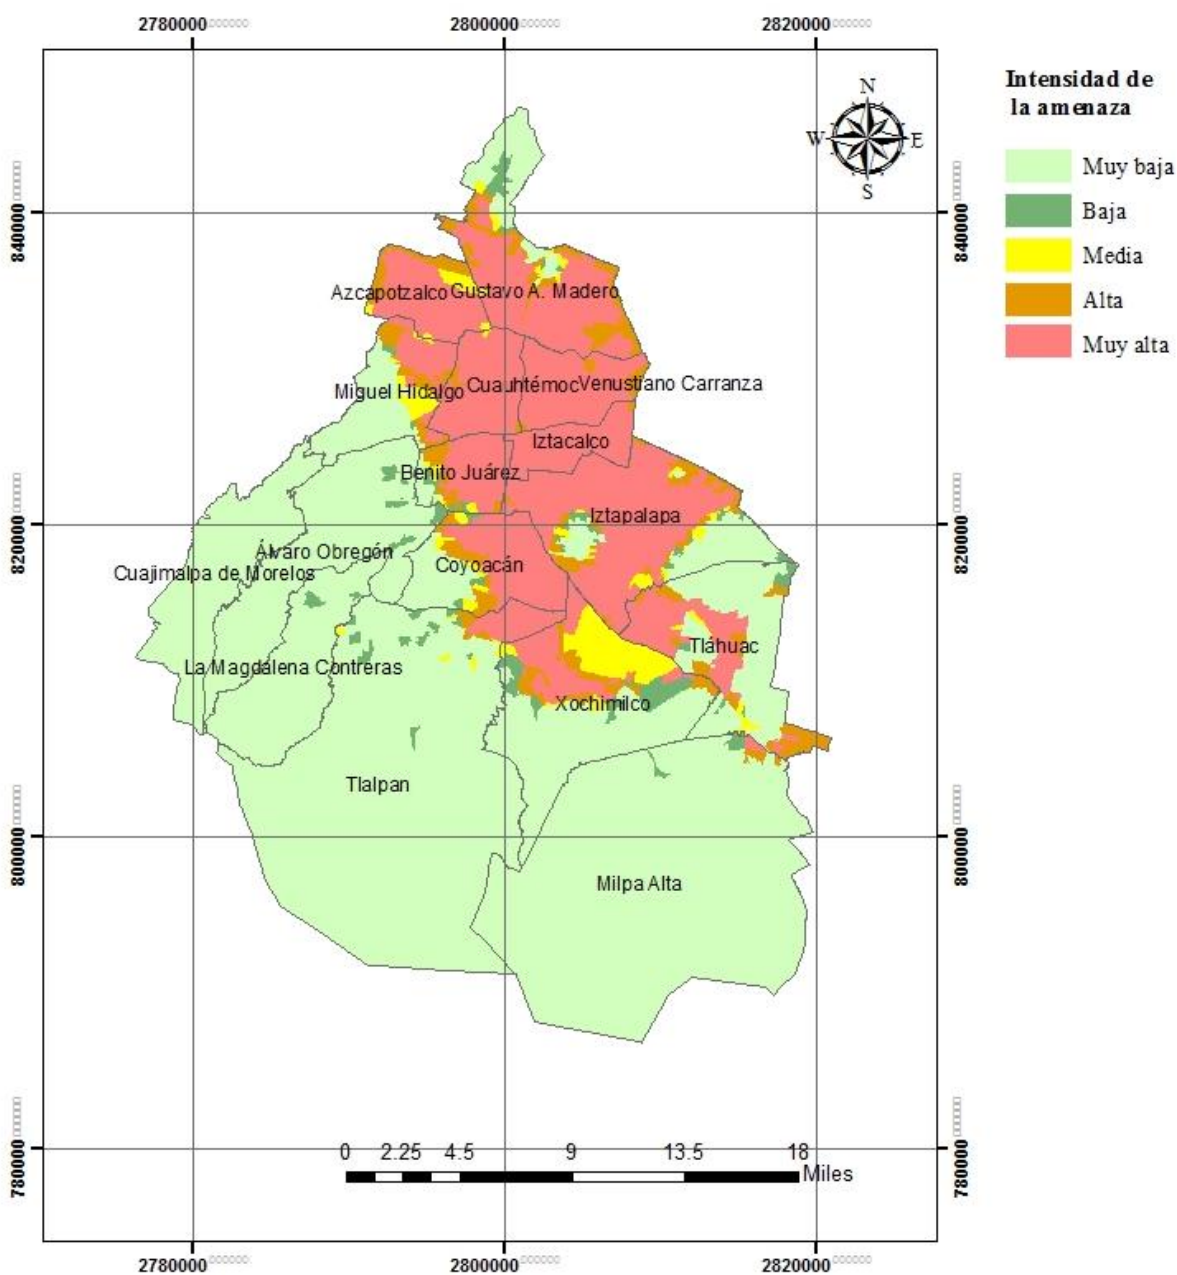 2780000
2800000
2820000
Intensidad de
la amenaza
Muy baja
Baja
Media
Alta
Muy alta
N
W
E
S
840000
840000
Azcapotzalco
Gustavo A. Madero
Miguel Hidalgo
Cuauhtémoc
Venustiano Carranza
Iztacalco
Benito Juárez
Iztapalapa
820000
820000
Álvaro Obregón
Coyoacán
Cuajimalpa de Morelos
Tláhuac
La Magdalena Contreras
Xochimilco
Tlalpan
800000
800000
Milpa Alta
780000
780000
0 2.25 4.5 9 13.5 18
Miles
2780000
2800000
2820000